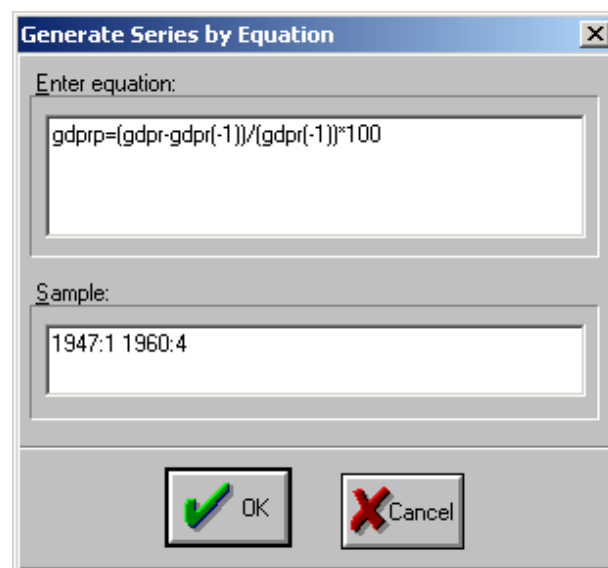 Generate Series by Equation
Enter equation:
gdprp=(gdpr-gdpr(-1))/(gdpr(-1))*100
Sample:
1947:1 1960:4
OK
Cancel